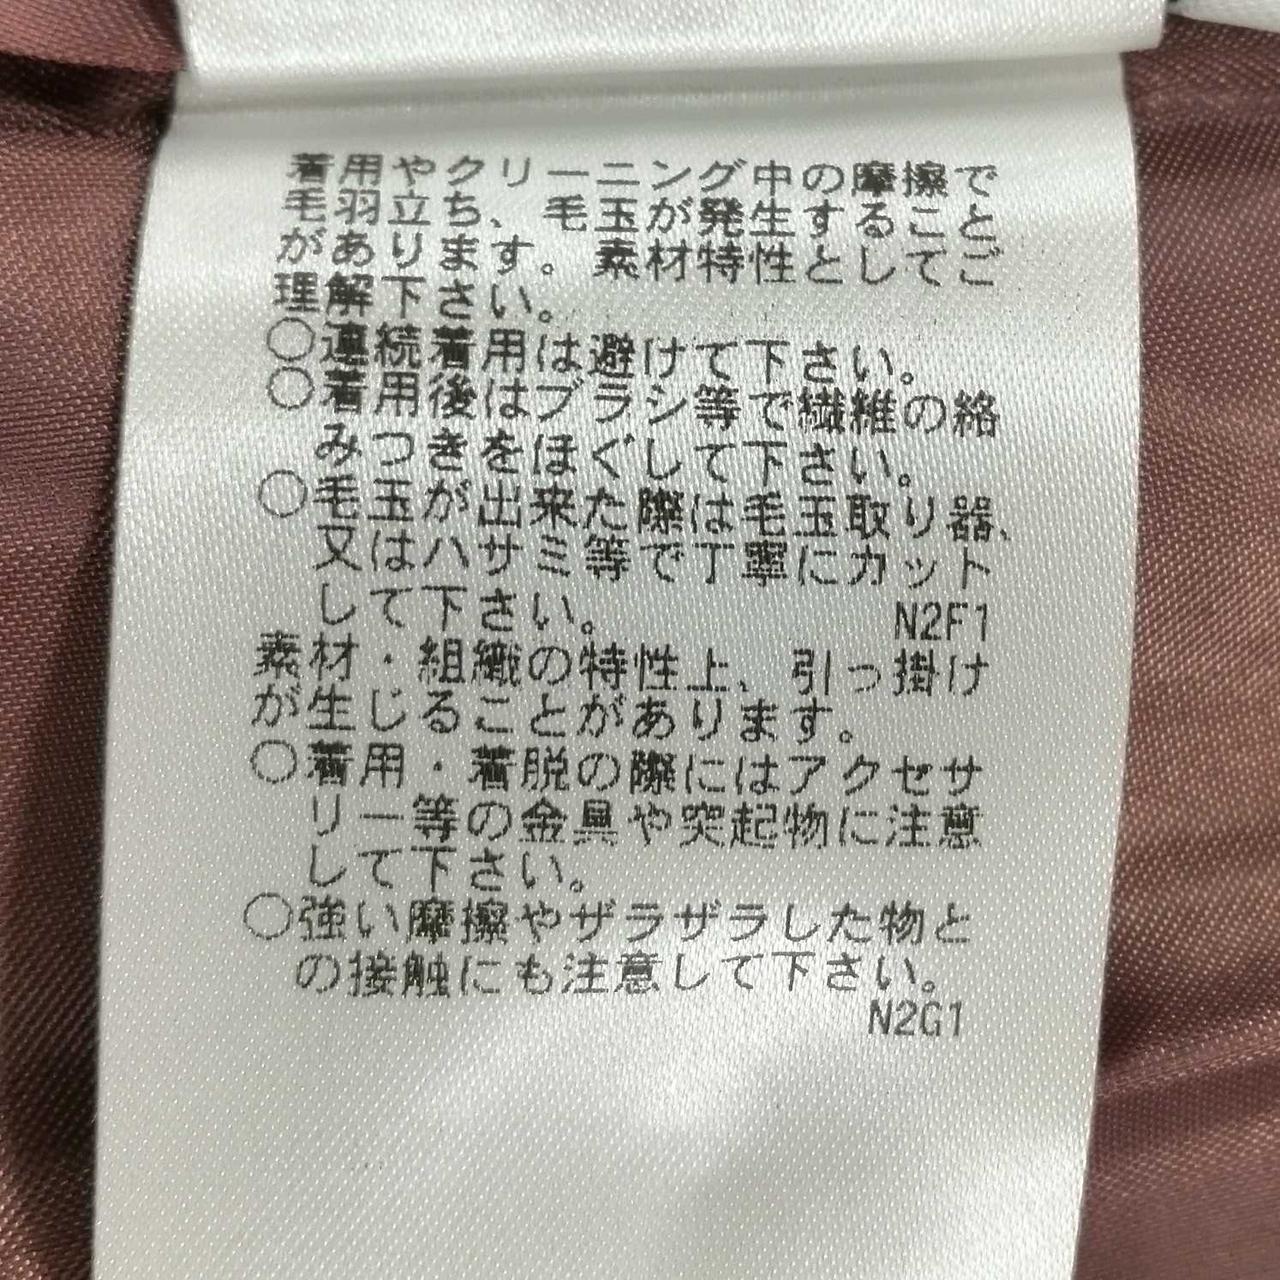 着用やクリーニング中の摩擦で
毛羽立ち、毛玉が発生すること
があります。素材特性としてご
理解下さい。
○連続着用は避けて下さい。
○着用後はブラシ等で繊維の絡
みつきをほぐして下さい。
○毛玉が出来た際は毛玉取り器、
又はハサミ等で丁寧にカット
して下さい。
N2F1
素材・組織の特性上、引っ掛け
が生じることがあります。
○着用・着脱の際にはアクセサ
リー等の金具や突起物に注意
して下さい。
○強い摩擦やザラザラした物と
の接触にも注意して下さい。
N2G1